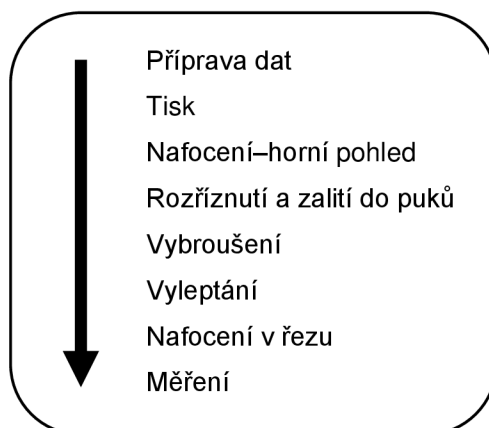 Příprava dat
Tisk
Nafocení–horní pohled
Rozříznutí a zalití do puků
Vybroušení
Vyleptání
Nafocení v řezu
Měření